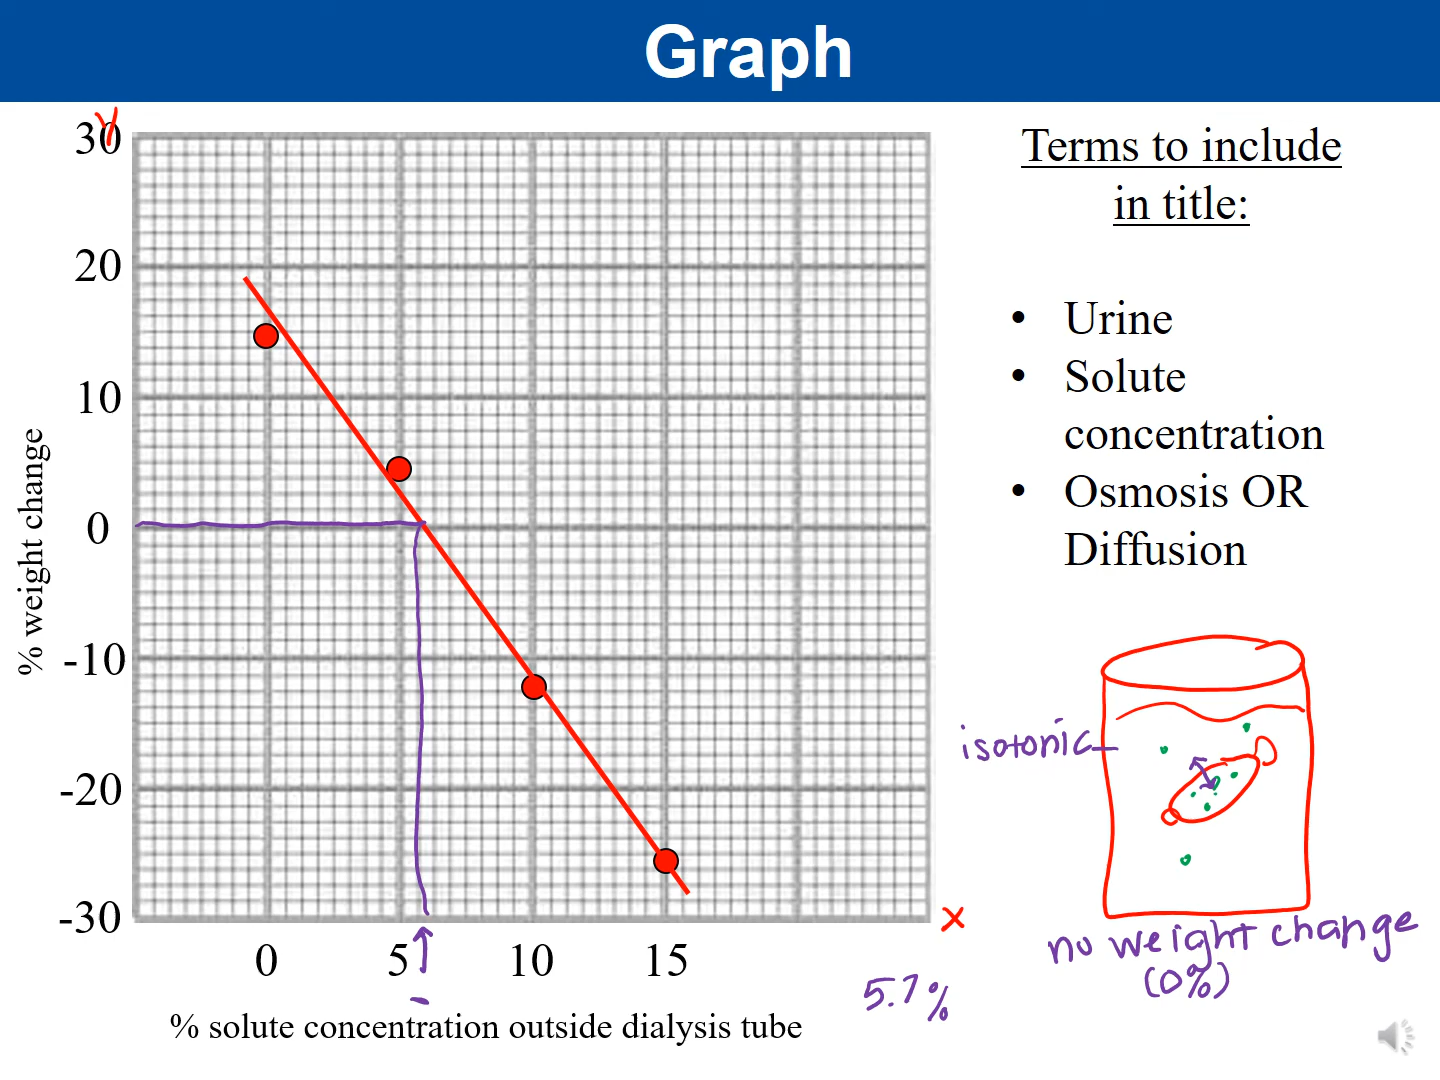 Graph
Y
30
20
10
0
-10
-20
-30
% weight change
0 5 10 15
x
% solute concentration outside dialysis tube
5.7%
Terms to include
in title:
• Urine
• Solute
concentration
• Osmosis OR
Diffusion
isotonic
no weight change
(0%)